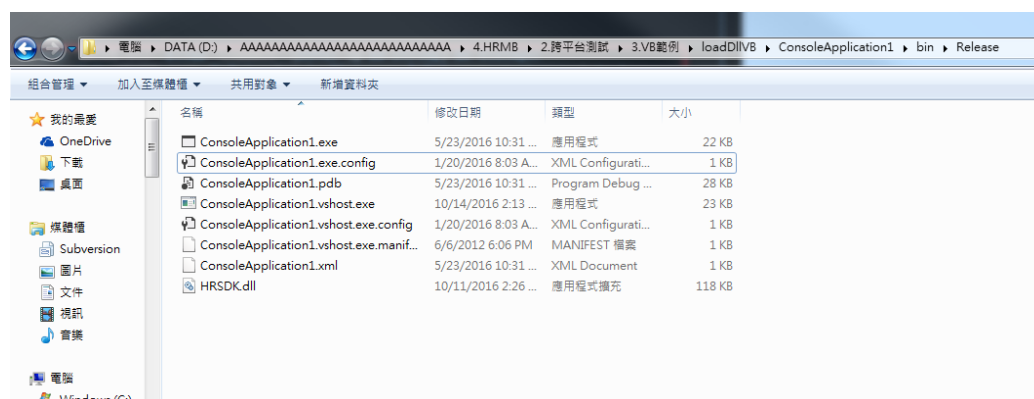 電腦 ▸ DATA (D:) ▸ AAAAAAAAAAAAAAAAAAAAAAAAAAAA ▸ 4.HRMB ▸ 2.跨平台測試 ▸ 3.VB範例 ▸ loadDllVB ▸ ConsoleApplication1 ▸ bin ▸ Release
組合管理 加入至媒體櫃 共用對象 新增資料夾
名稱 修改日期 類型 大小
我的最愛
OneDrive
下載
桌面
媒體櫃
Subversion
圖片
文件
視訊
音樂
電腦
ConsoleApplication1.exe 5/23/2016 10:31 ... 應用程式 22 KB
ConsoleApplication1.exe.config 1/20/2016 8:03 A... XML Configurati... 1 KB
ConsoleApplication1.pdb 5/23/2016 10:31 ... Program Debug ... 28 KB
ConsoleApplication1.vshost.exe 10/14/2016 2:13 ... 應用程式 23 KB
ConsoleApplication1.vshost.exe.config 1/20/2016 8:03 A... XML Configurati... 1 KB
ConsoleApplication1.vshost.exe.manif... 6/6/2012 6:06 PM MANIFEST 檔案 1 KB
ConsoleApplication1.xml 5/23/2016 10:31 ... XML Document 1 KB
HRSDK.dll 10/11/2016 2:26 ... 應用程式擴充 118 KB